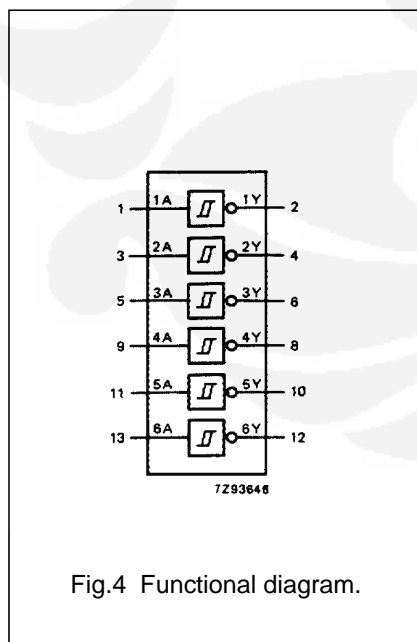 1 1A 1Y 2
3 2A 2Y 4
5 3A 3Y 6
9 4A 4Y 8
11 5A 5Y 10
13 6A 6Y 12
7Z93646
Fig.4 Functional diagram.